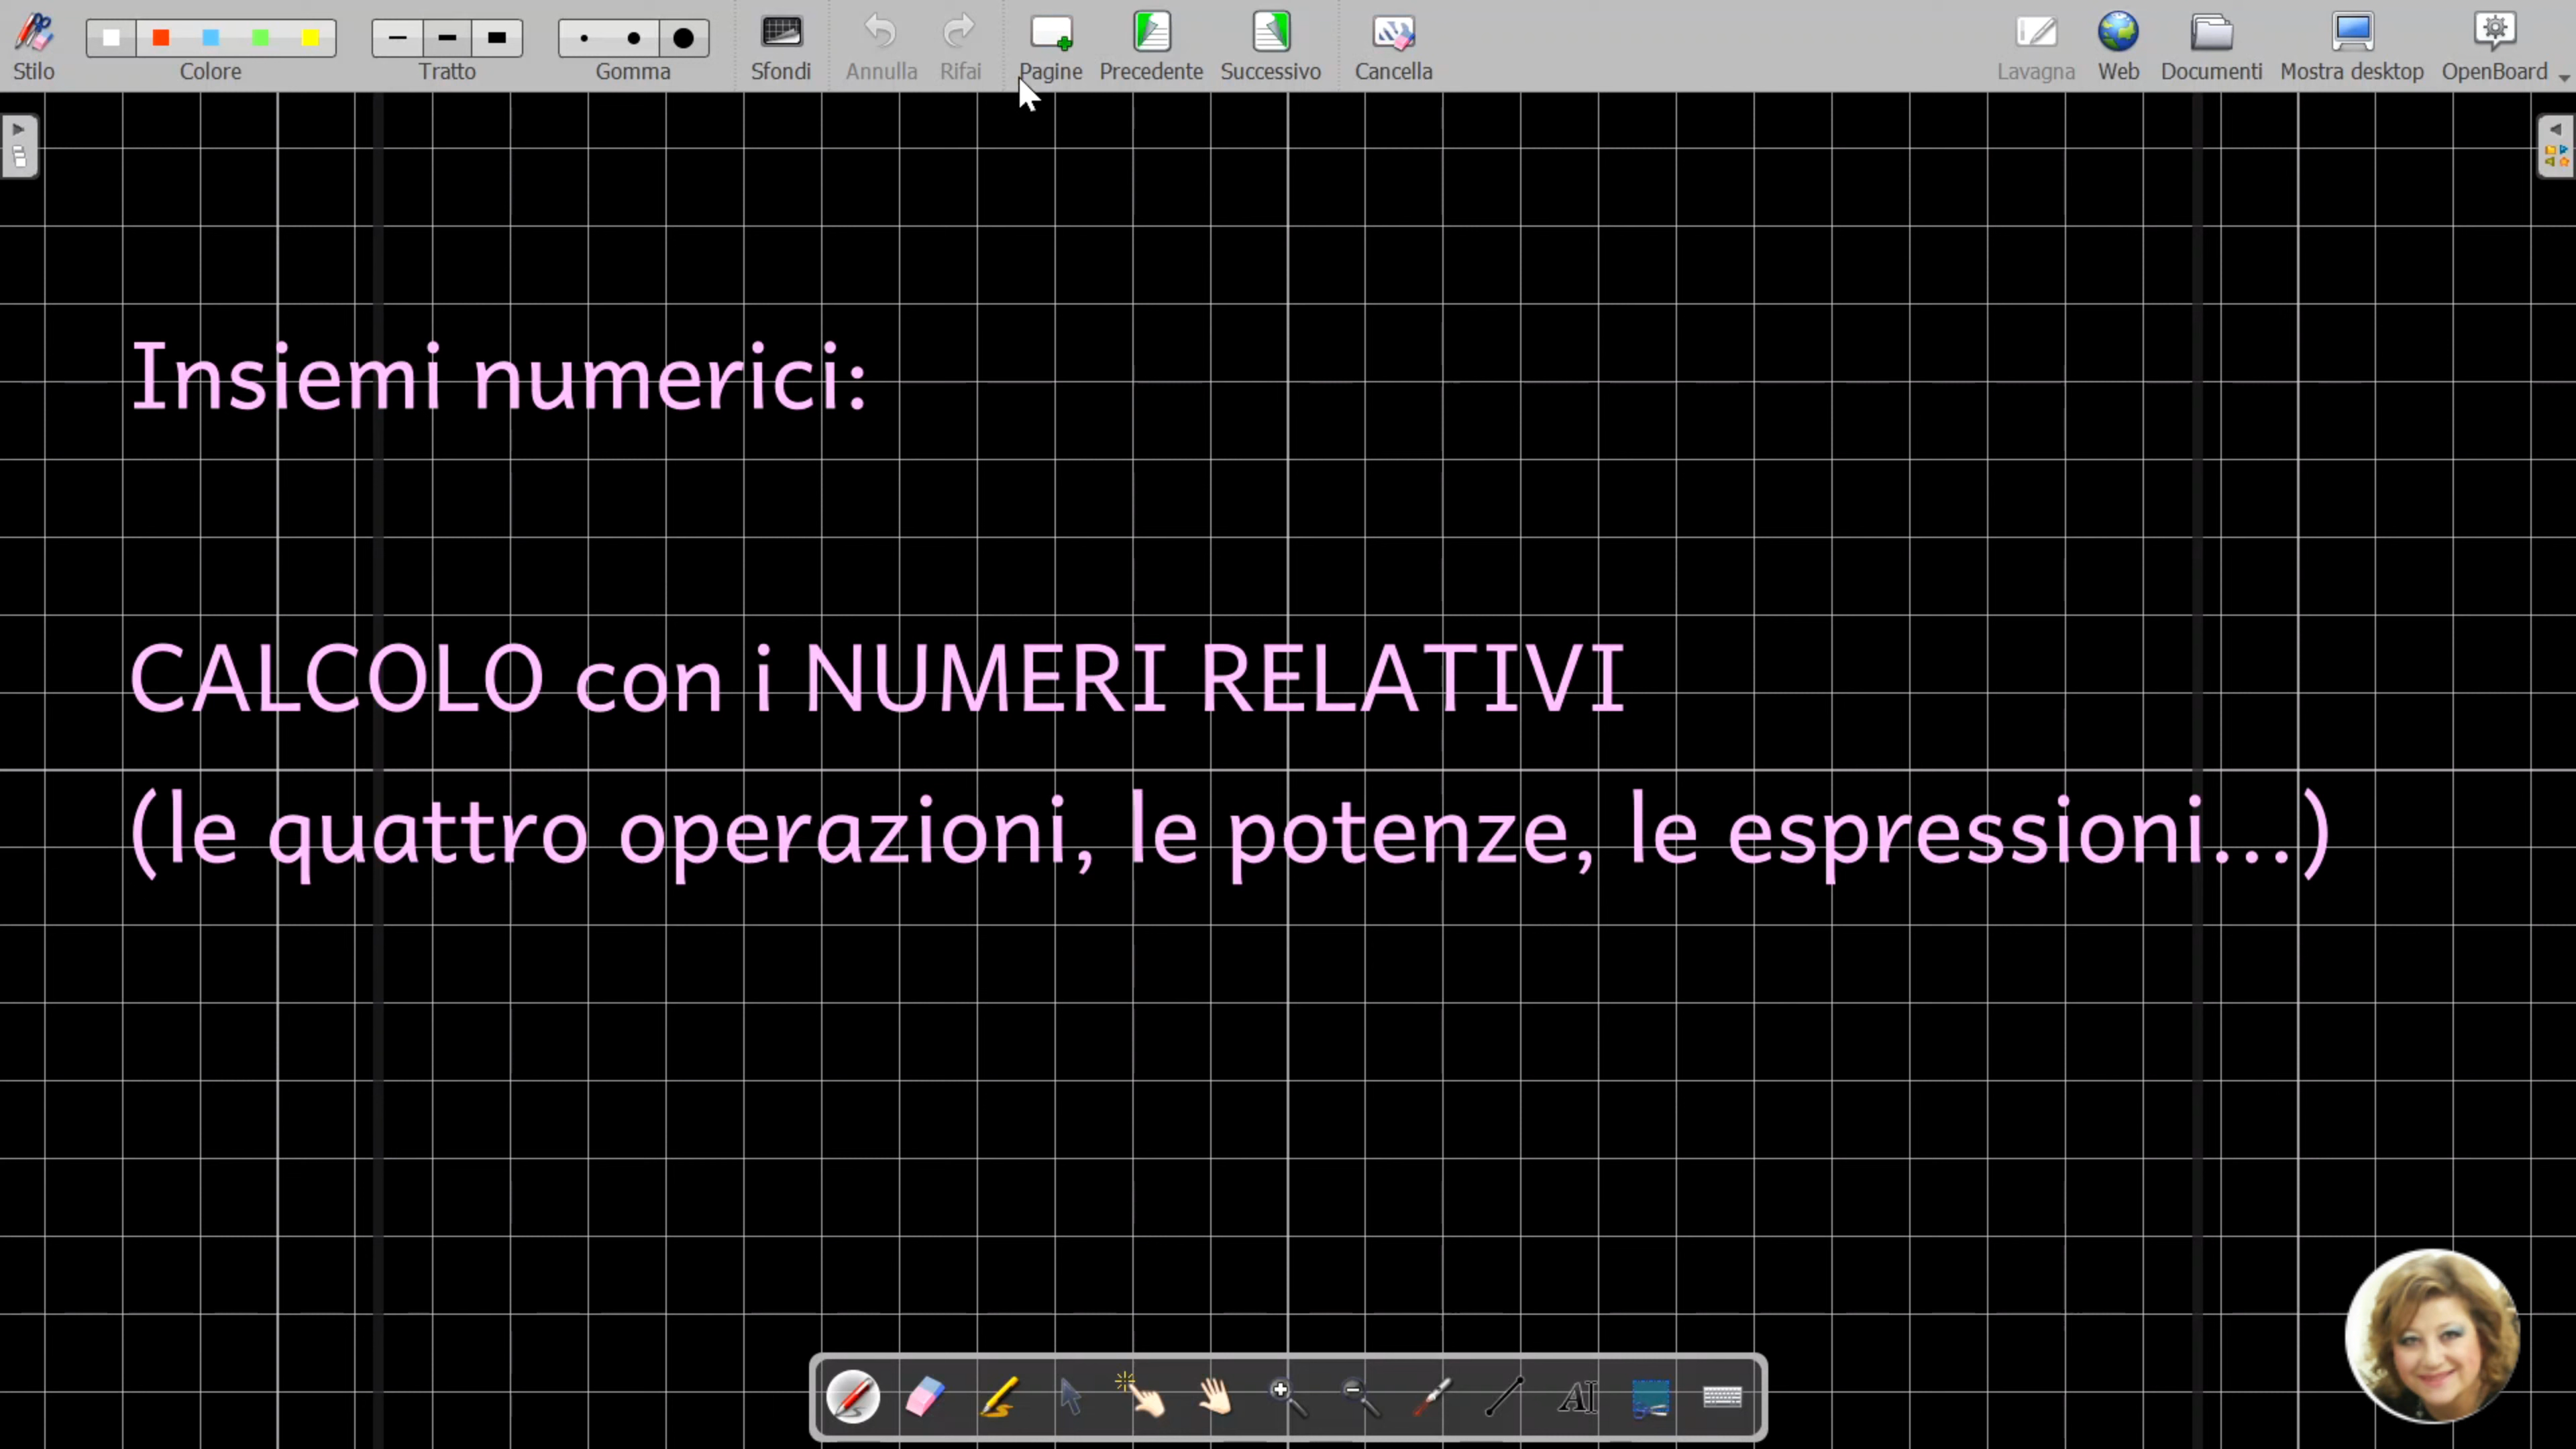 Stilo
Colore
Tratto
Gomma
Sfondi
Annulla
Rifai
Pagine
Precedente
Successivo
Cancella
Lavagna
Web
Documenti
Mostra desktop
OpenBoard
Insiemi numerici:
CALCOLO con i NUMERI RELATIVI
(le quattro operazioni, le potenze, le espressioni...)
AI